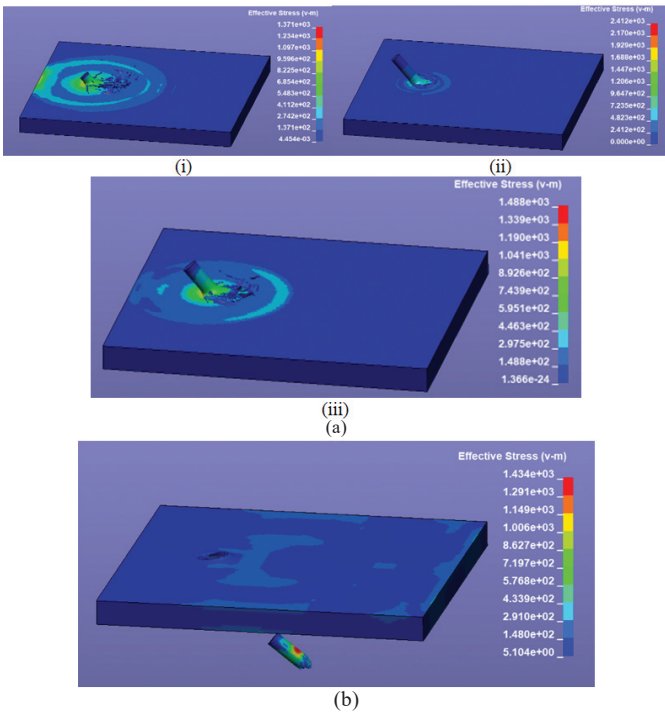 Effective Stress (v-m)
1.371e+03
1.234e+03
1.097e+03
9.596e+02
8.225e+02
6.854e+02
5.483e+02
4.112e+02
2.742e+02
1.371e+02
4.454e-03
(i)
Effective Stress (v-m)
2.412e+03
2.170e+03
1.929e+03
1.688e+03
1.447e+03
1.206e+03
9.647e+02
7.235e+02
4.823e+02
2.412e+02
0.000e+00
(ii)
Effective Stress (v-m)
1.488e+03
1.339e+03
1.190e+03
1.041e+03
8.926e+02
7.439e+02
5.951e+02
4.463e+02
2.975e+02
1.488e+02
1.366e-24
(iii)
(a)
Effective Stress (v-m)
1.434e+03
1.291e+03
1.149e+03
1.006e+03
8.627e+02
7.197e+02
5.768e+02
4.339e+02
2.910e+02
1.480e+02
5.104e+00
(b)